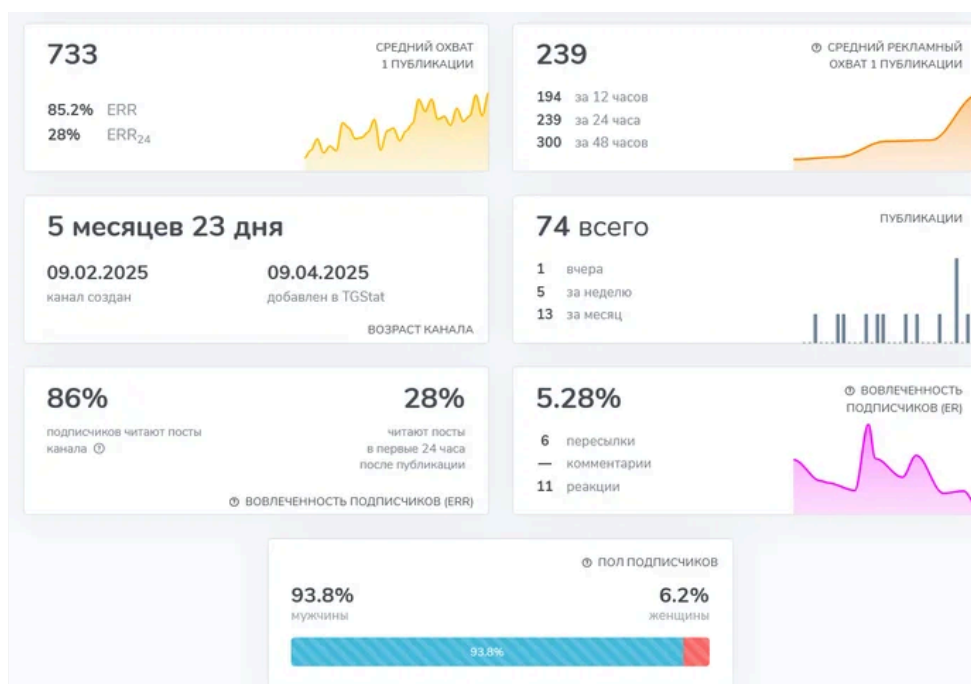 733
СРЕДНИЙ ОХВАТ
1 ПУБЛИКАЦИИ
85.2% ERR
28% ERR24
239
СРЕДНИЙ РЕКЛАМНЫЙ
ОХВАТ 1 ПУБЛИКАЦИИ
194 за 12 часов
239 за 24 часа
300 за 48 часов
5 месяцев 23 дня
09.02.2025
канал создан
09.04.2025
добавлен в TGStat
ВОЗРАСТ КАНАЛА
74 всего
ПУБЛИКАЦИИ
1 вчера
5 за неделю
13 за месяц
86%
подписчиков читают посты
канала
28%
читают посты
в первые 24 часа
после публикации
ВОВЛЕЧЕННОСТЬ ПОДПИСЧИКОВ (ERR)
5.28%
ВОВЛЕЧЕННОСТЬ
ПОДПИСЧИКОВ (ER)
6 пересылки
— комментарии
11 реакции
ПОЛ ПОДПИСЧИКОВ
93.8%
мужчины
6.2%
женщины
93.8%